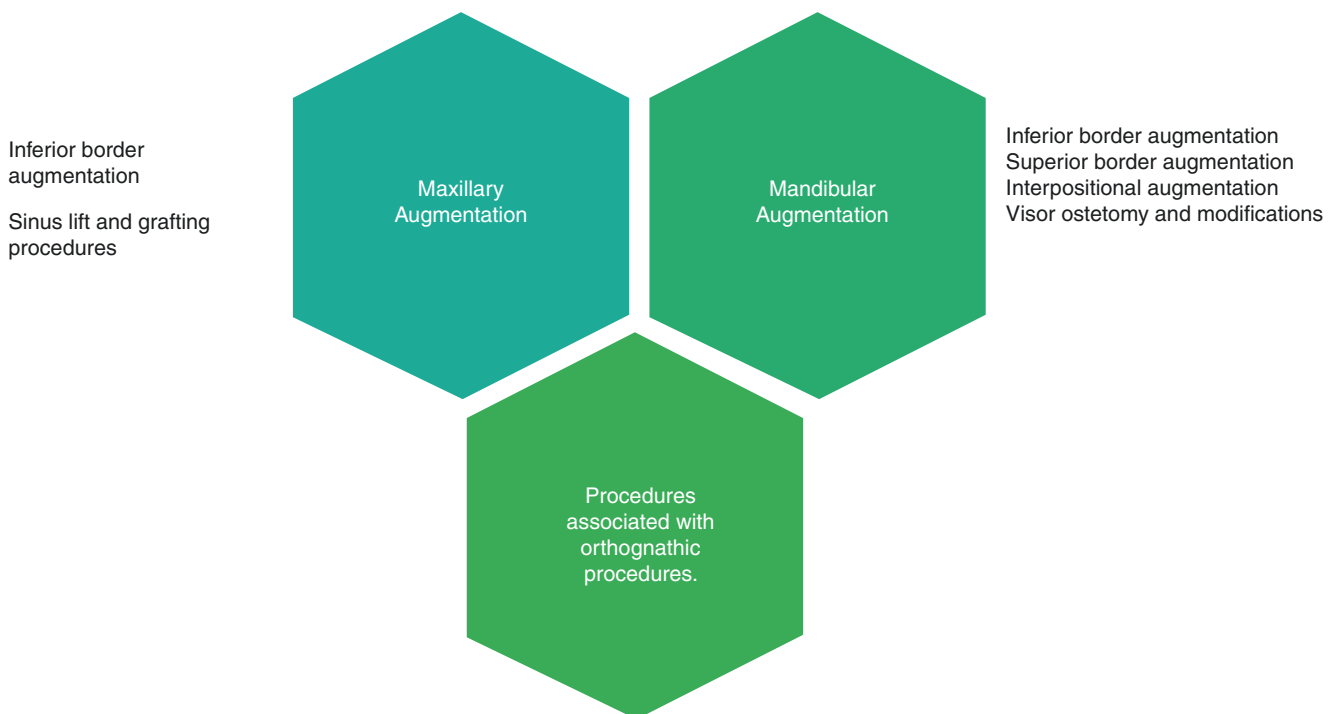 Inferior border
augmentation
Sinus lift and grafting
procedures
Maxillary
Augmentation
Mandibular
Augmentation
Inferior border augmentation
Superior border augmentation
Interpositional augmentation
Visor ostetomy and modifications
Procedures
associated with
orthognathic
procedures.